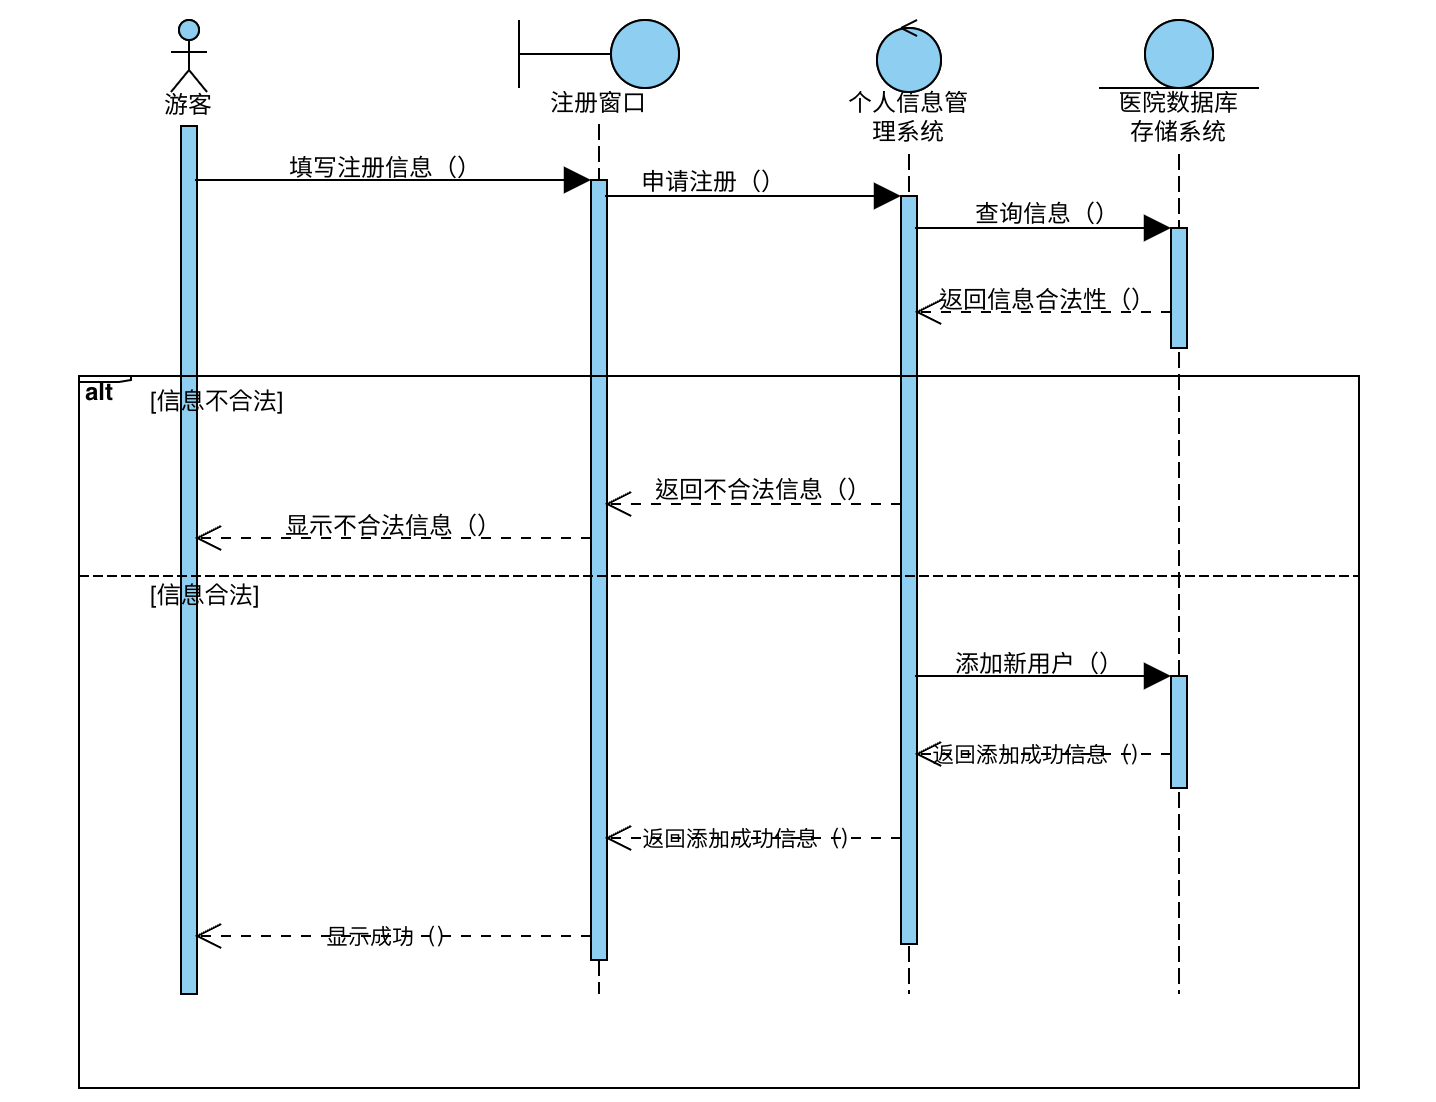 游客
注册窗口
个人信息管
理系统
医院数据库
存储系统
填写注册信息（）
申请注册（）
查询信息（）
返回信息合法性（）
alt
[信息不合法]
返回不合法信息（）
显示不合法信息（）
[信息合法]
添加新用户（）
返回添加成功信息（）
返回添加成功信息（）
显示成功（）